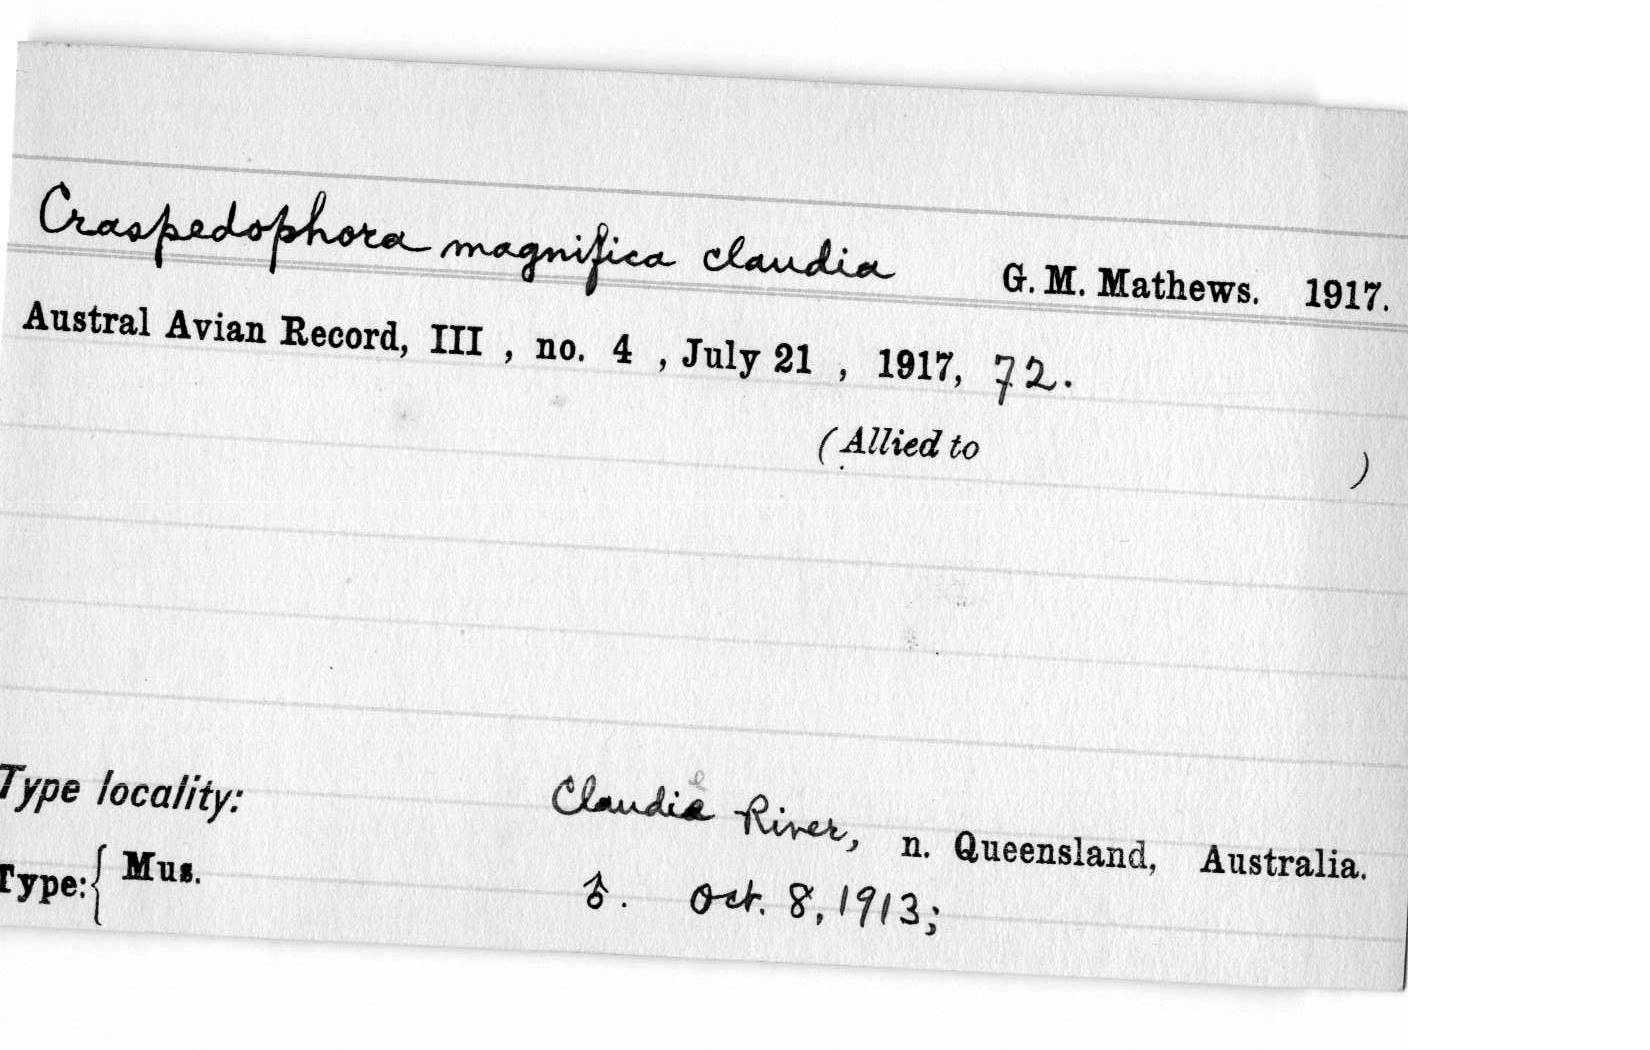 Craspedophora magnifica claudia G. M. Mathews. 1917.
Austral Avian Record, III , no. 4 , July 21 , 1917, 72.
(Allied to )
e
Type locality: Claudie River, n. Queensland, Australia.
Type: { Mus. ♂. Oct. 8, 1913;